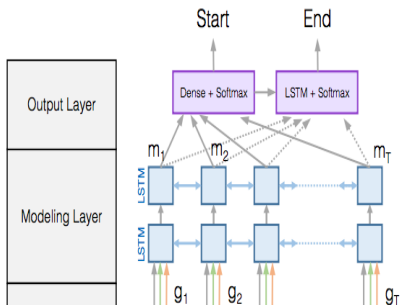 Start End
Output Layer
Dense + Softmax
LSTM + Softmax
m1 m2 mT
Modeling Layer
LSTM
LSTM
g1 g2 gT